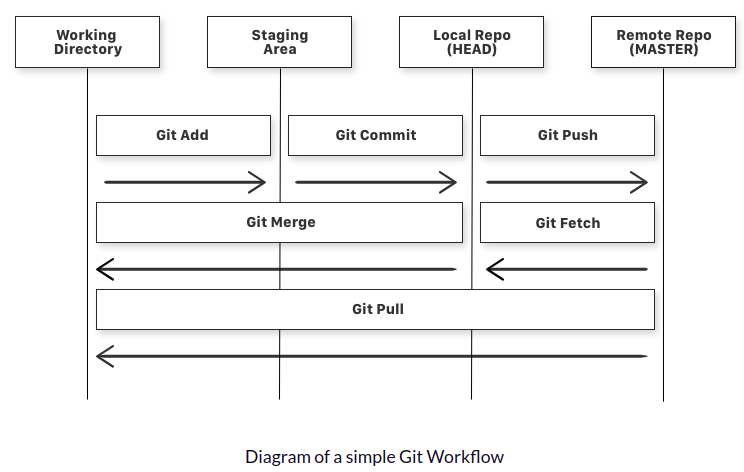 Working
Directory
Staging
Area
Local Repo
(HEAD)
Remote Repo
(MASTER)
Git Add
Git Commit
Git Push
Git Merge
Git Fetch
Git Pull
Diagram of a simple Git Workflow